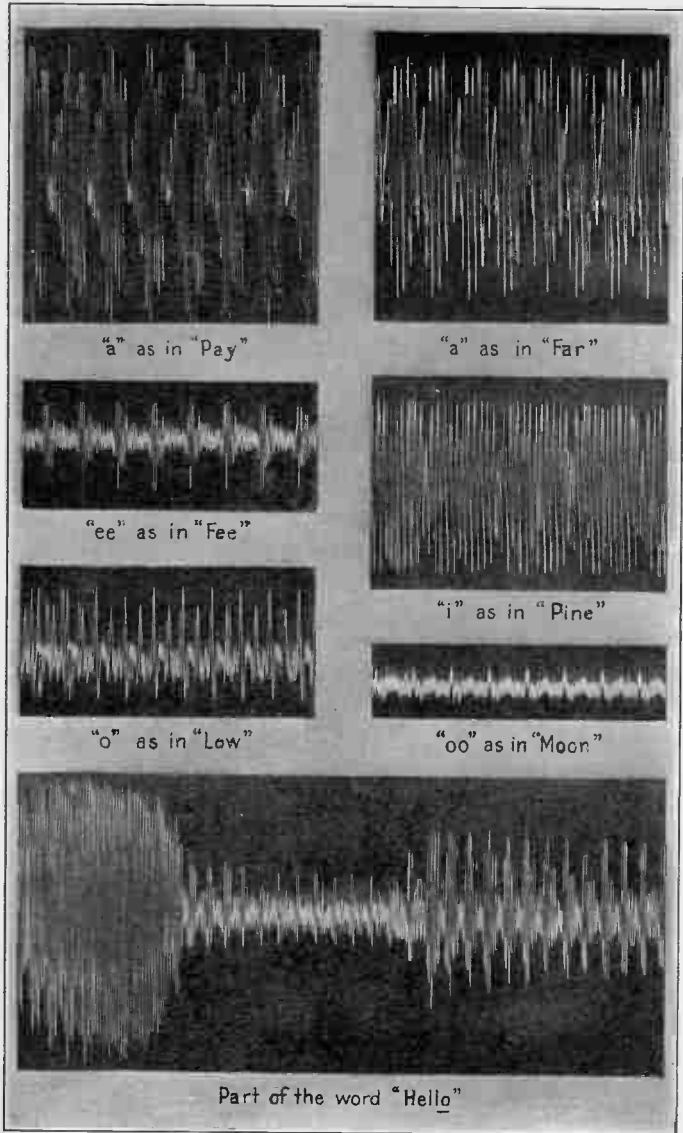 "a" as in "Pay"
"a" as in "Far"
"ee" as in "Fee"
"i" as in "Pine"
"o" as in "Low"
"oo" as in "Moon"
Part of the word "Hello"